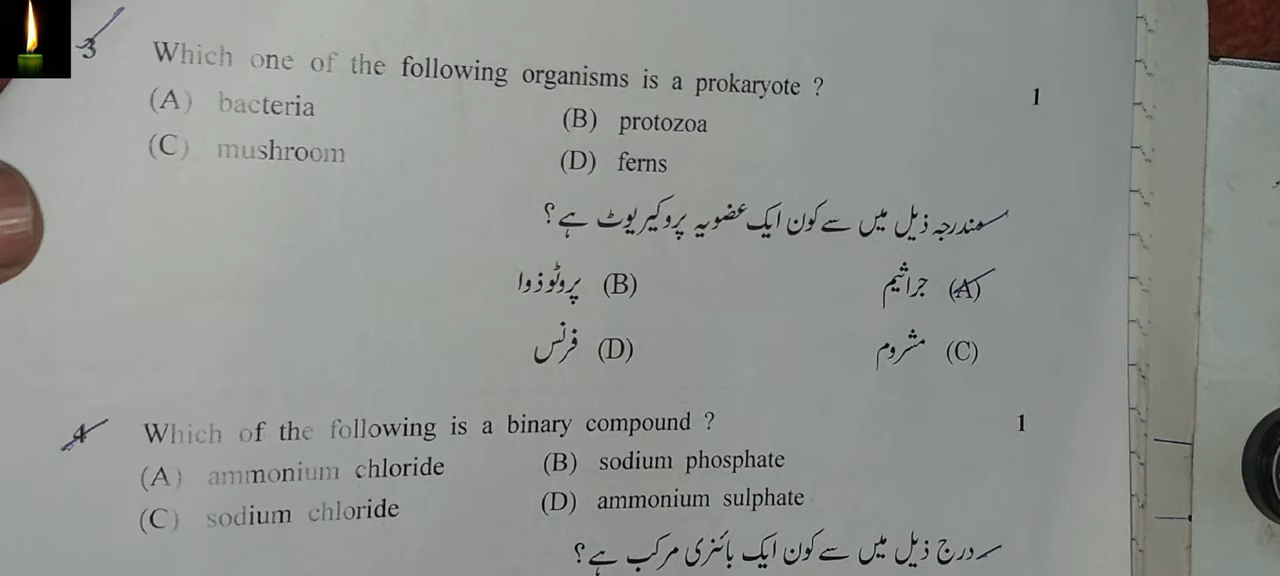 3 Which one of the following organisms is a prokaryote ? 1
(A) bacteria (B) protozoa
(C) mushroom (D) ferns
مندرجہ ذیل میں سے کون ایک عضویہ پروکیریوٹ ہے؟
(A) جراثیم (B) پروٹوذوا
(C) مشروم (D) فرنس
4 Which of the following is a binary compound ? 1
(A) ammonium chloride (B) sodium phosphate
(C) sodium chloride (D) ammonium sulphate
درج ذیل میں سے کون ایک بائنری مرکب ہے؟